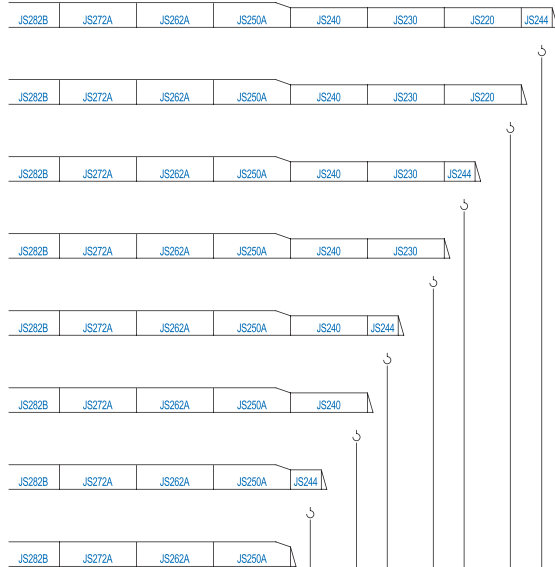 JS282B JS272A JS262A JS250A JS240 JS230 JS220 JS244
JS282B JS272A JS262A JS250A JS240 JS230 JS220
JS282B JS272A JS262A JS250A JS240 JS230 JS244
JS282B JS272A JS262A JS250A JS240 JS230
JS282B JS272A JS262A JS250A JS240 JS244
JS282B JS272A JS262A JS250A JS240
JS282B JS272A JS262A JS250A JS244
JS282B JS272A JS262A JS250A